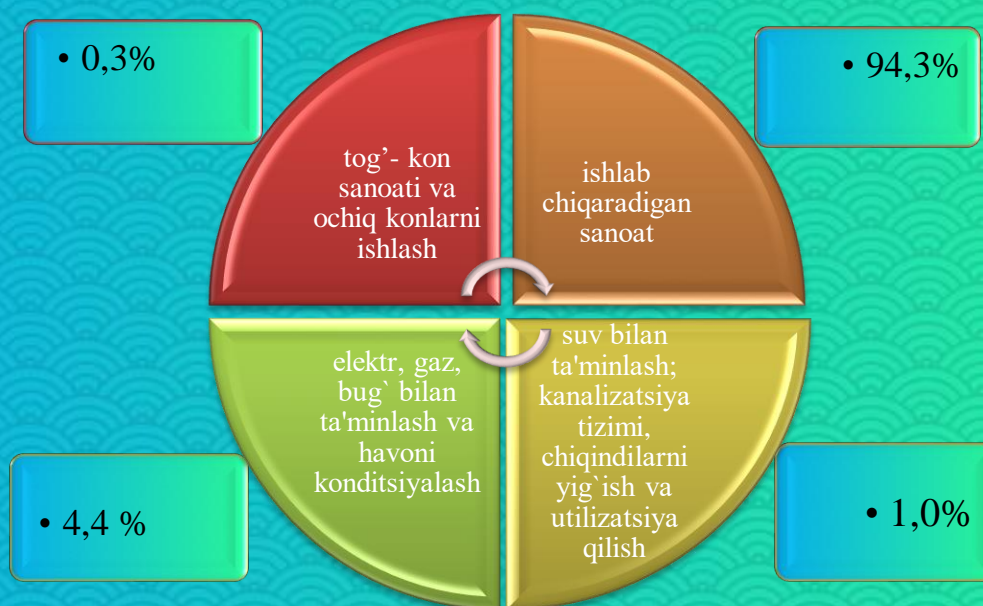 • 0,3%
• 94,3%
tog’- kon
sanoati va
ochiq konlarni
ishlash
ishlab
chiqaradigan
sanoat
elektr, gaz,
bug` bilan
ta'minlash va
havoni
konditsiyalash
suv bilan
ta'minlash;
kanalizatsiya
tizimi,
chiqindilarni
yig`ish va
utilizatsiya
qilish
• 4,4 %
• 1,0%